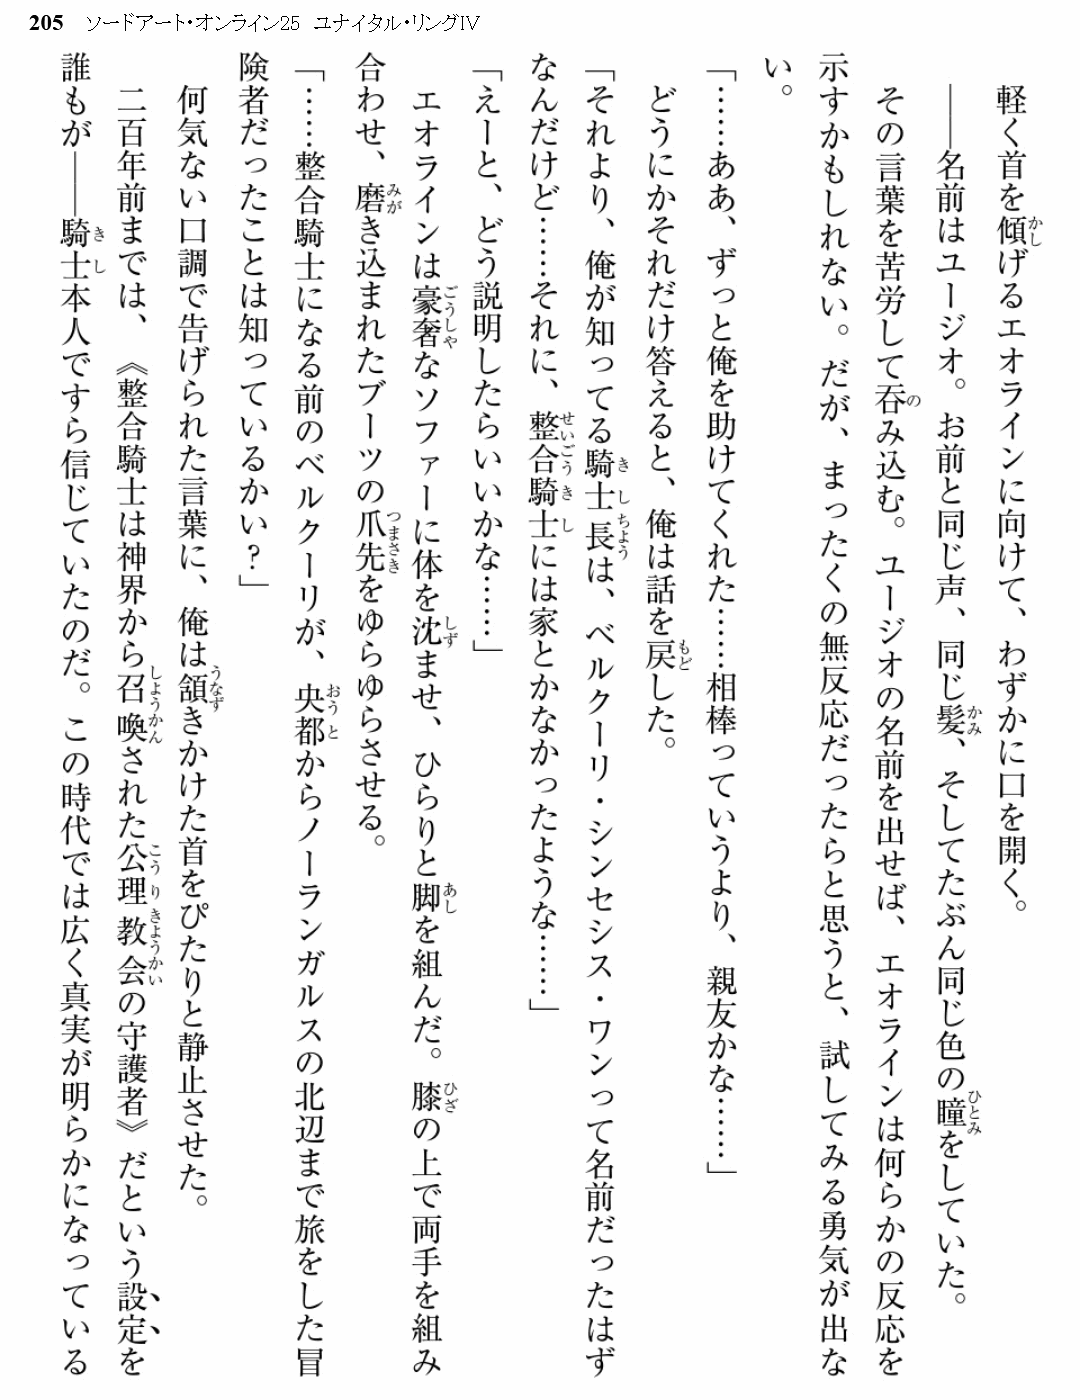 205 ソードアート・オンライン25 ユナイタル・リングIV
軽く首を傾げるエオラインに向けて、わずかに口を開く。
――名前はユージオ。お前と同じ声、同じ髪、そしてたぶん同じ色の瞳をしていた。
その言葉を苦労して呑み込む。ユージオの名前を出せば、エオラインは何らかの反応を
示すかもしれない。だが、まったくの無反応だったらと思うと、試してみる勇気が出な
い。
「……ああ、ずっと俺を助けてくれた……相棒っていうより、親友かな……」
どうにかそれだけ答えると、俺は話を戻した。
「それより、俺が知ってる騎士長は、ベルクーリ・シンセシス・ワンって名前だったはず
なんだけど……それに、整合騎士には家とかなかったような……」
「えーと、どう説明したらいいかな……」
エオラインは豪奢なソファーに体を沈ませ、ひらりと脚を組んだ。膝の上で両手を組み
合わせ、磨き込まれたブーツの爪先をゆらゆらさせる。
「……整合騎士になる前のベルクーリが、央都からノーランガルスの北辺まで旅をした冒
険者だったことは知っているかい？」
何気ない口調で告げられた言葉に、俺は頷きかけた首をぴたりと静止させた。
二百年前までは、《整合騎士は神界から召喚された公理教会の守護者》だという設定を
誰もが――騎士本人ですら信じていたのだ。この時代では広く真実が明らかになっている